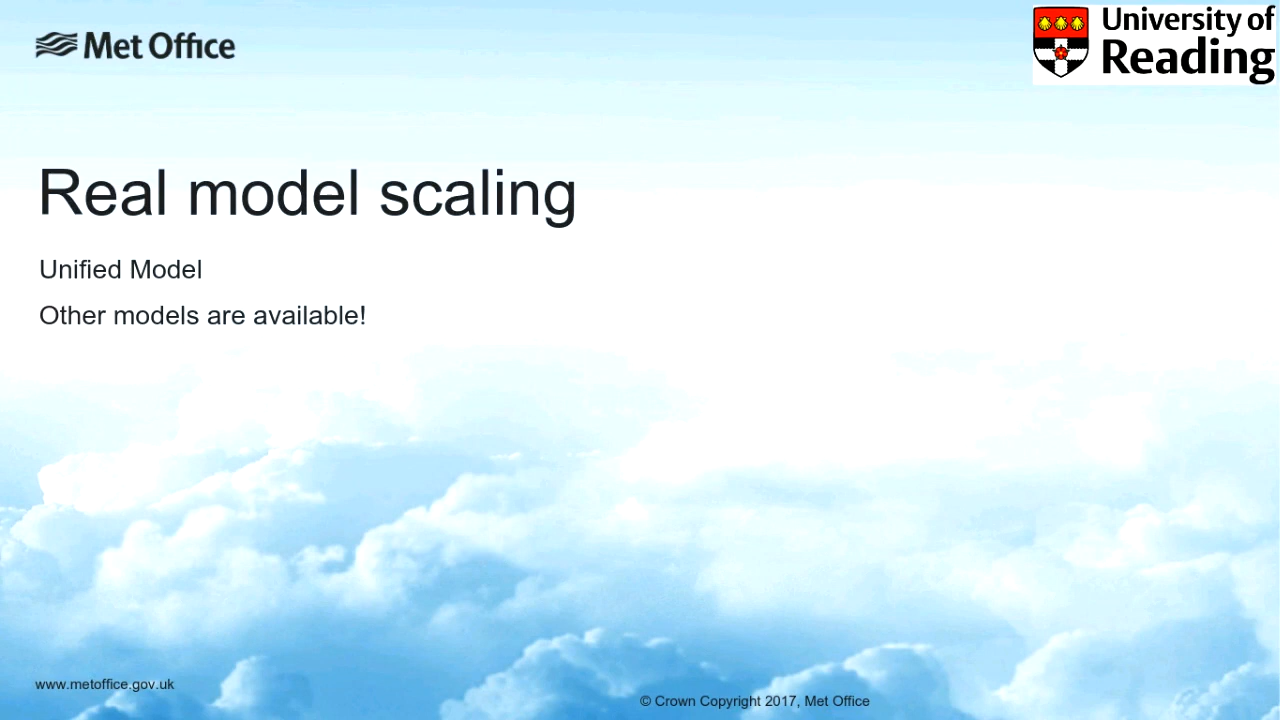 Met Office
University of
Reading
Real model scaling
Unified Model
Other models are available!
www.metoffice.gov.uk
© Crown Copyright 2017, Met Office